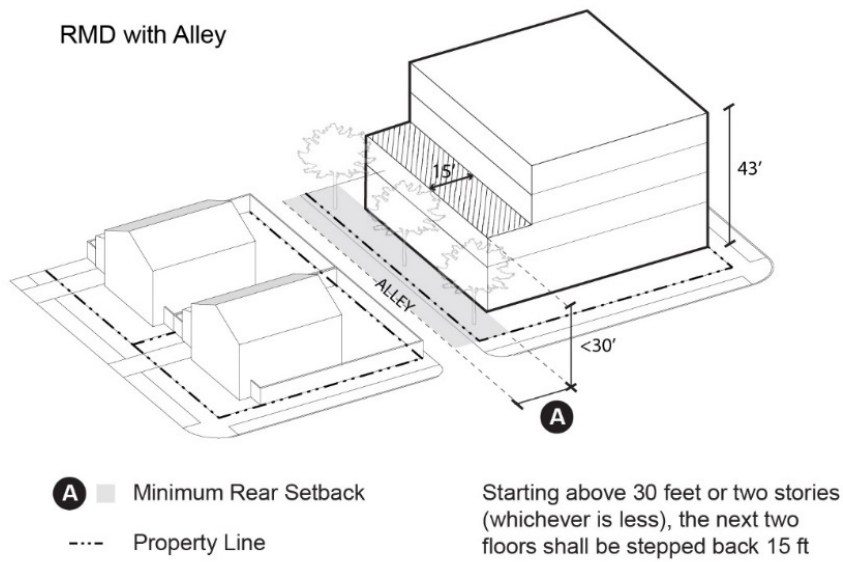 RMD with Alley
15'
43'
ALLEY
<30'
A
A Minimum Rear Setback
Property Line
Starting above 30 feet or two stories
(whichever is less), the next two
floors shall be stepped back 15 ft